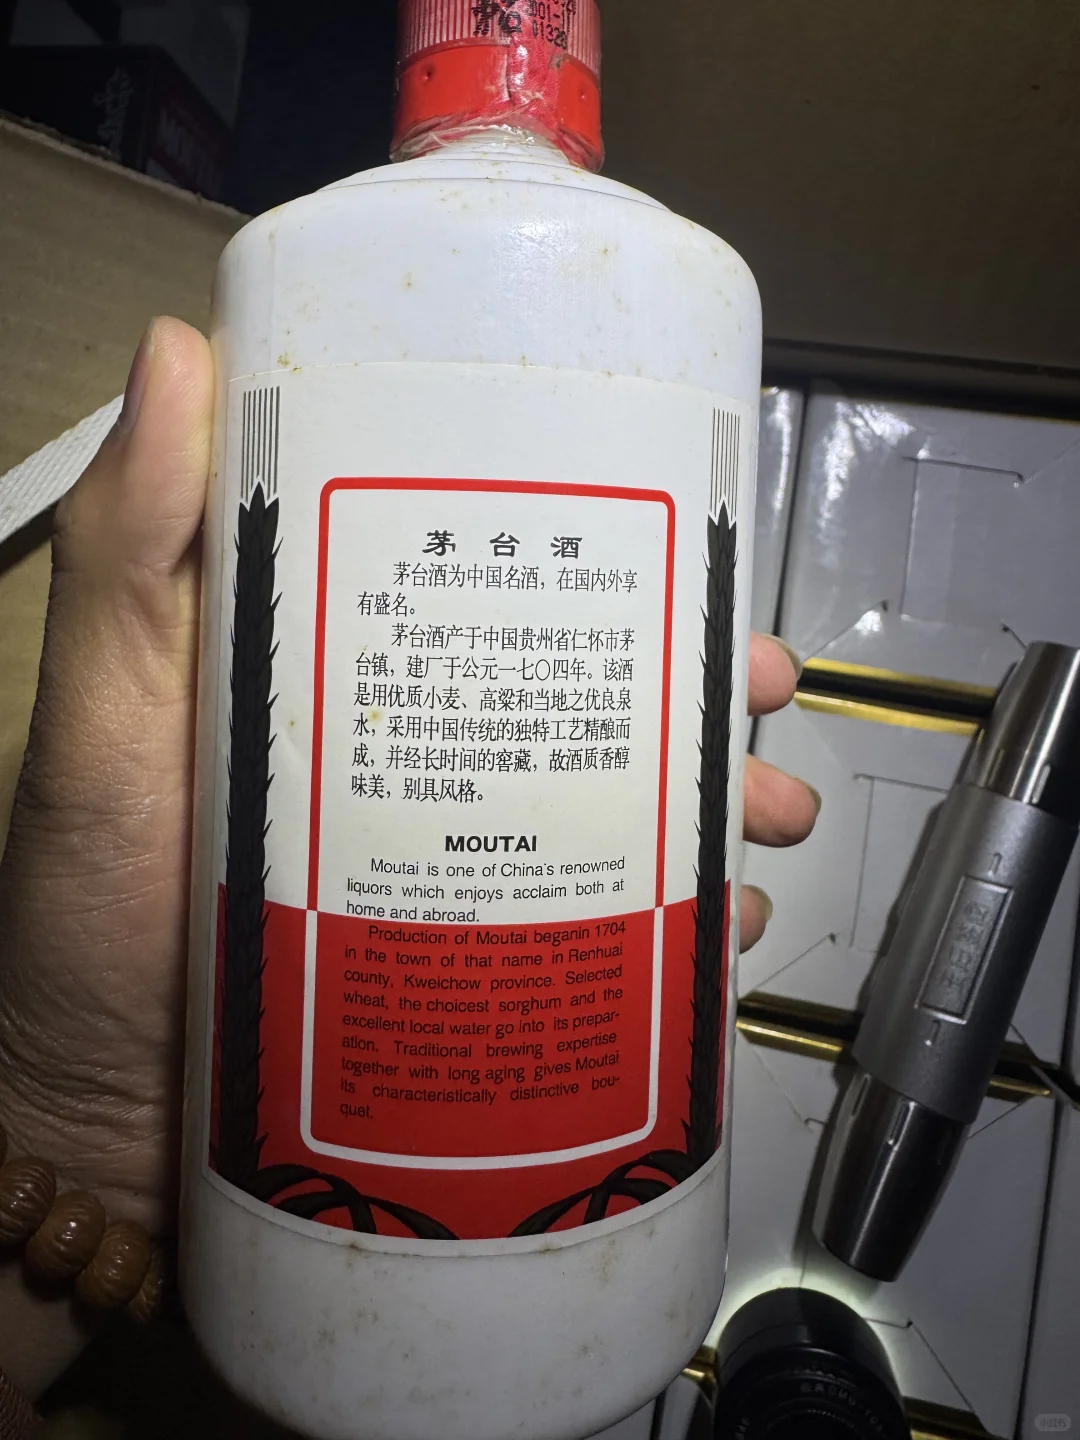 001-1
01328
茅台酒
茅台酒为中国名酒，在国内外享
有盛名。
茅台酒产于中国贵州省仁怀市茅
台镇，建厂于公元一七〇四年。该酒
是用优质小麦、高粱和当地之优良泉
水，采用中国传统的独特工艺精酿而
成，并经长时间的窖藏，故酒质香醇
味美，别具风格。
MOUTAI
Moutai is one of China's renowned
liquors which enjoys acclaim both at
home and abroad.
Production of Moutai beganin 1704
in the town of that name in Renhuai
county, Kweichow province. Selected
wheat, the choicest sorghum and the
excellent local water go into its prepar-
ation. Traditional brewing expertise
together with long aging gives Moutai
its characteristically distinctive bou-
quet.
小红书